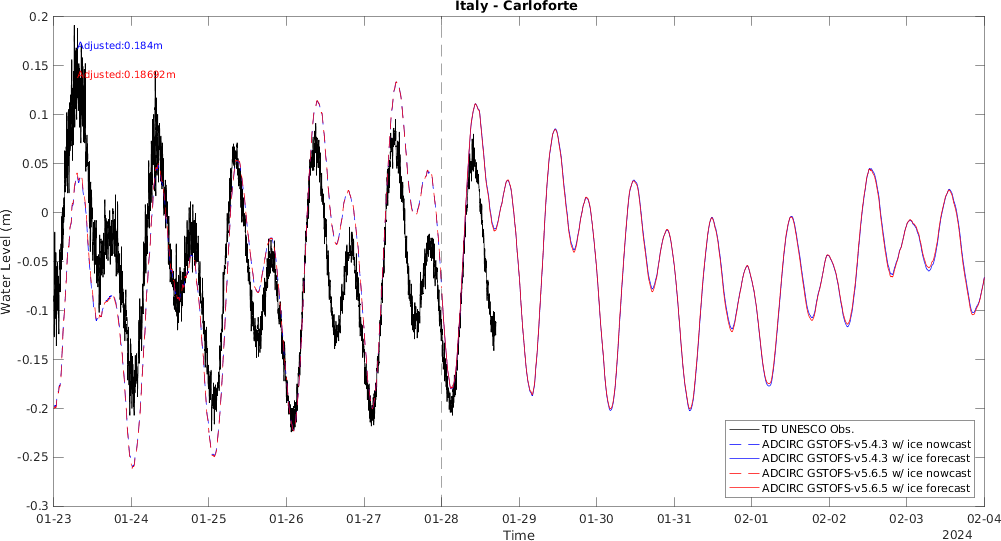 Italy - Carloforte
Water Level (m)
0.2
0.15
0.1
0.05
0
-0.05
-0.1
-0.15
-0.2
-0.25
-0.3
Adjusted:0.184m
Adjusted:0.18692m
TD UNESCO Obs.
ADCIRC GSTOFS-v5.4.3 w/ ice nowcast
ADCIRC GSTOFS-v5.4.3 w/ ice forecast
ADCIRC GSTOFS-v5.6.5 w/ ice nowcast
ADCIRC GSTOFS-v5.6.5 w/ ice forecast
01-23 01-24 01-25 01-26 01-27 01-28 01-29 01-30 01-31 02-01 02-02 02-03 02-04
Time
2024